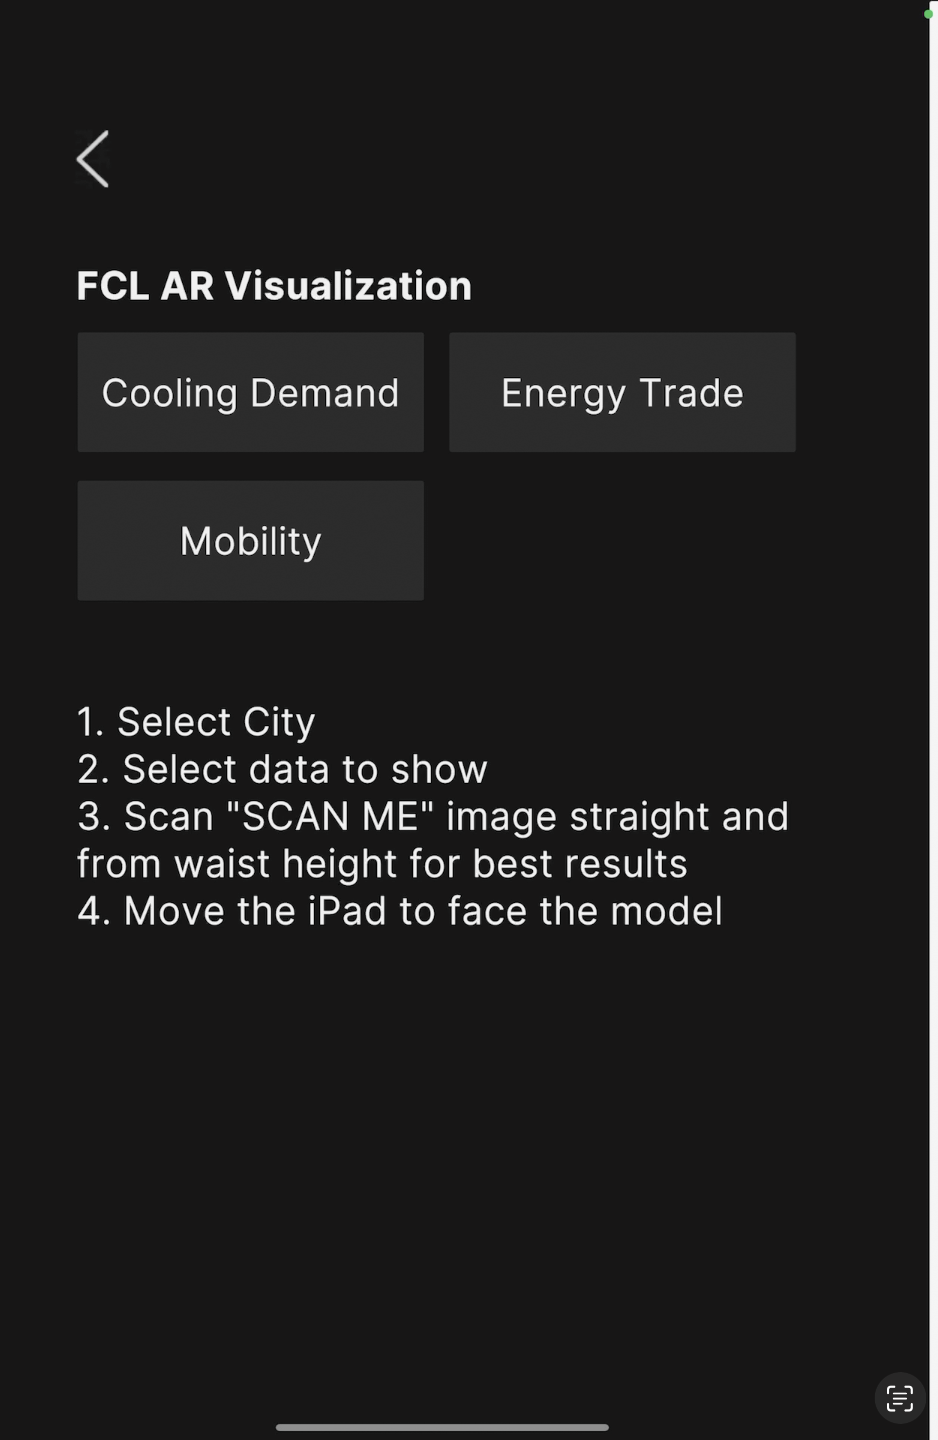 FCL AR Visualization
Cooling Demand
Energy Trade
Mobility
1. Select City
2. Select data to show
3. Scan "SCAN ME" image straight and
from waist height for best results
4. Move the iPad to face the model